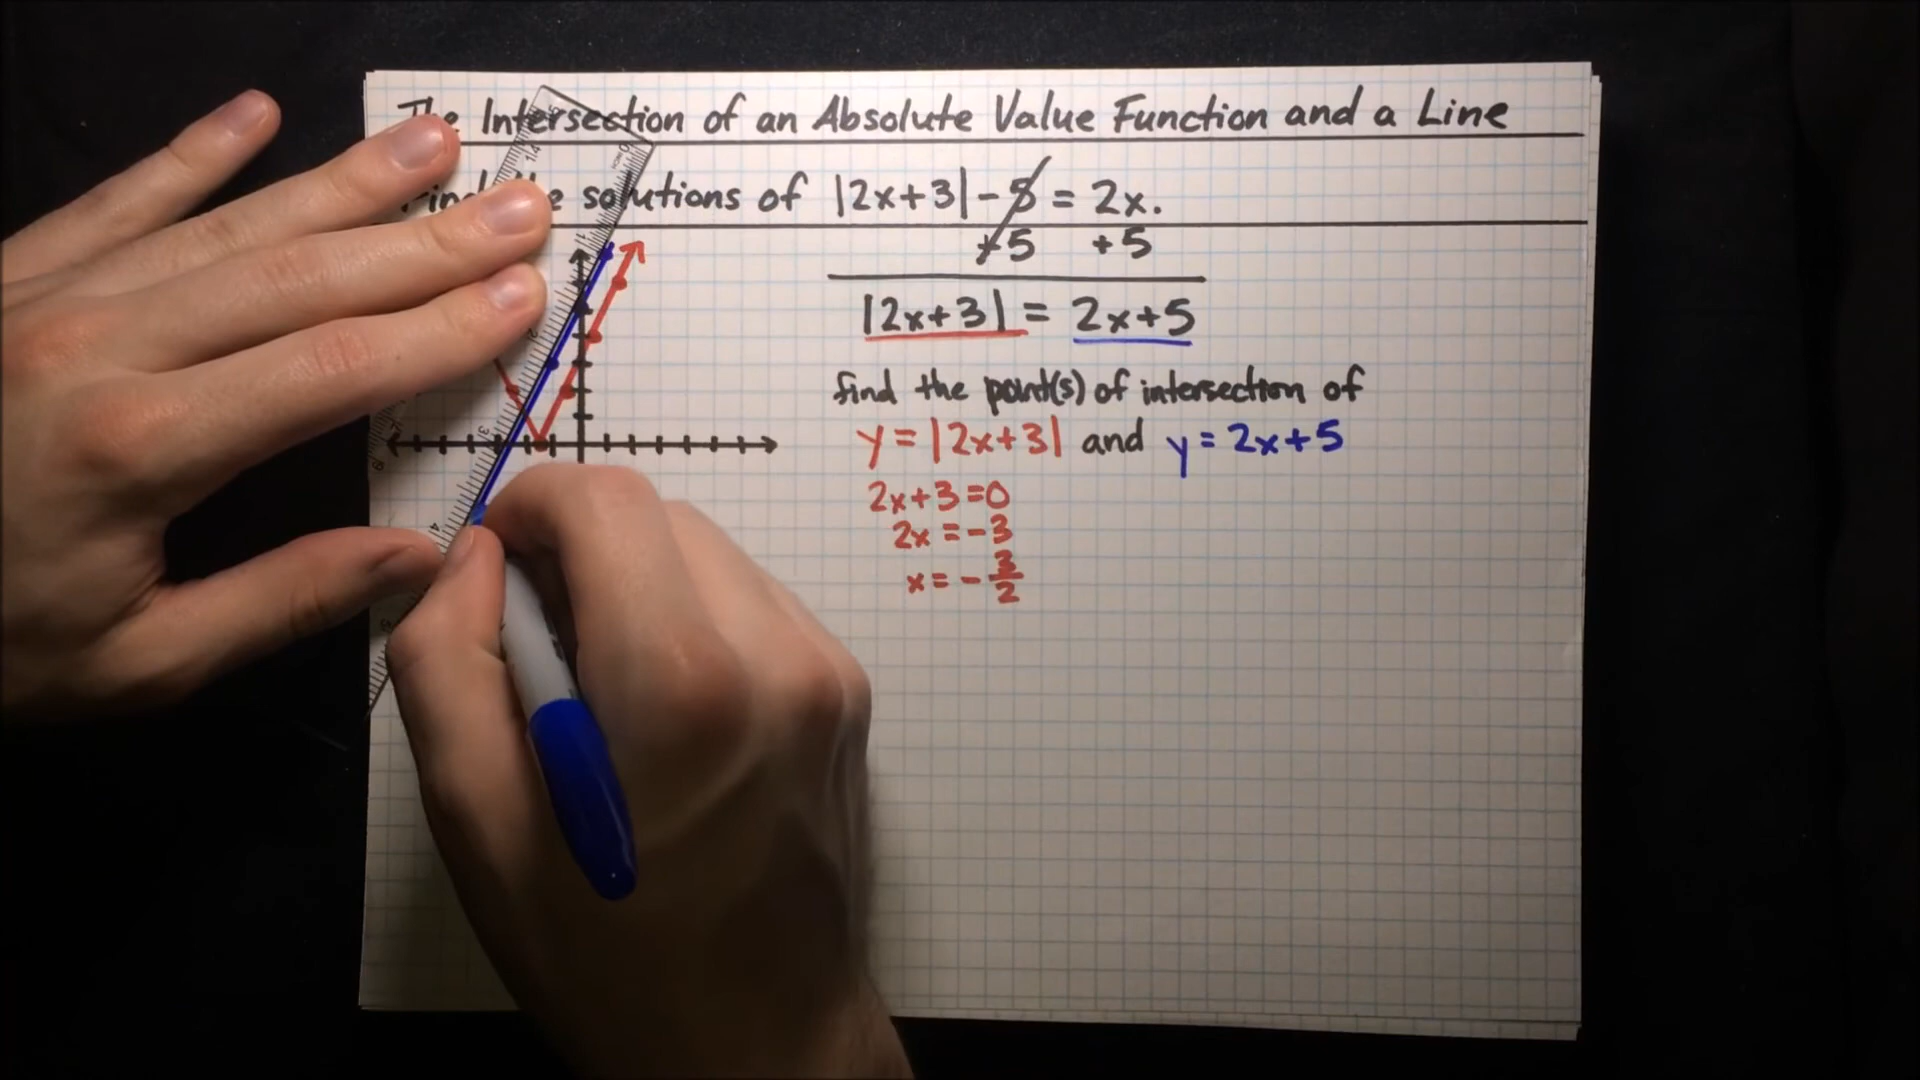 The Intersection of an Absolute Value Function and a Line
Find the solutions of |2x+3| - 5 = 2x.
+5 +5
|2x+3| = 2x+5
find the point(s) of intersection of
y = |2x+3| and y = 2x+5
2x+3=0
2x = -3
x = - 3/2